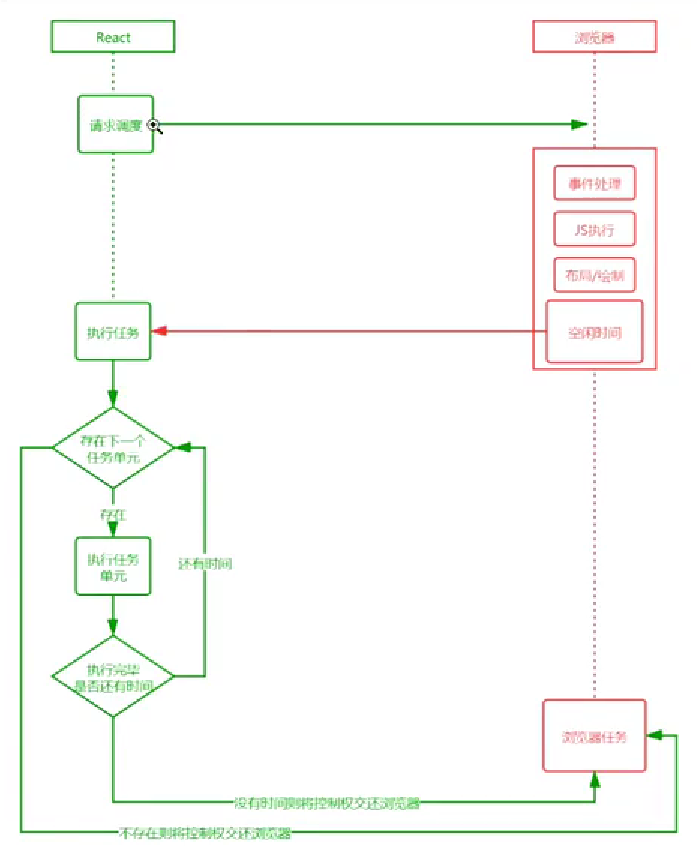 React
浏览器
请求调度
事件处理
JS执行
布局/绘制
执行任务
空闲时间
存在下一个
任务单元
存在
执行任务
单元
还有时间
执行完毕
是否还有时间
浏览器任务
没有时间则将控制权交还浏览器
不存在则将控制权交还浏览器